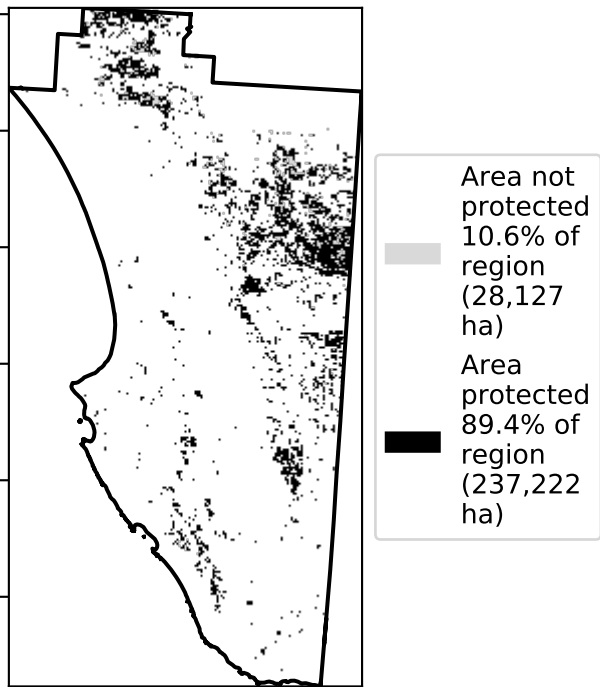 Area not
protected
10.6% of
region
(28,127
ha)
Area
protected
89.4% of
region
(237,222
ha)